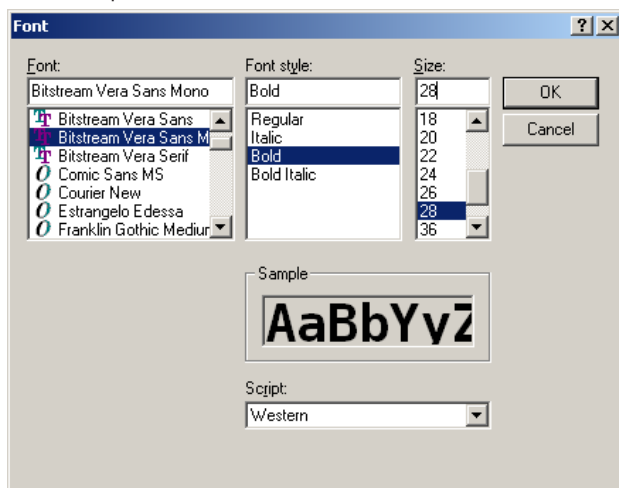 Font
Font:
Bitstream Vera Sans Mono
Bitstream Vera Sans
Bitstream Vera Sans M
Bitstream Vera Serif
Comic Sans MS
Courier New
Estrangelo Edessa
Franklin Gothic Mediur
Font style:
Bold
Regular
Italic
Bold
Bold Italic
Size:
28
18
20
22
24
26
28
36
OK
Cancel
Sample
AaBbYyZ
Script:
Western